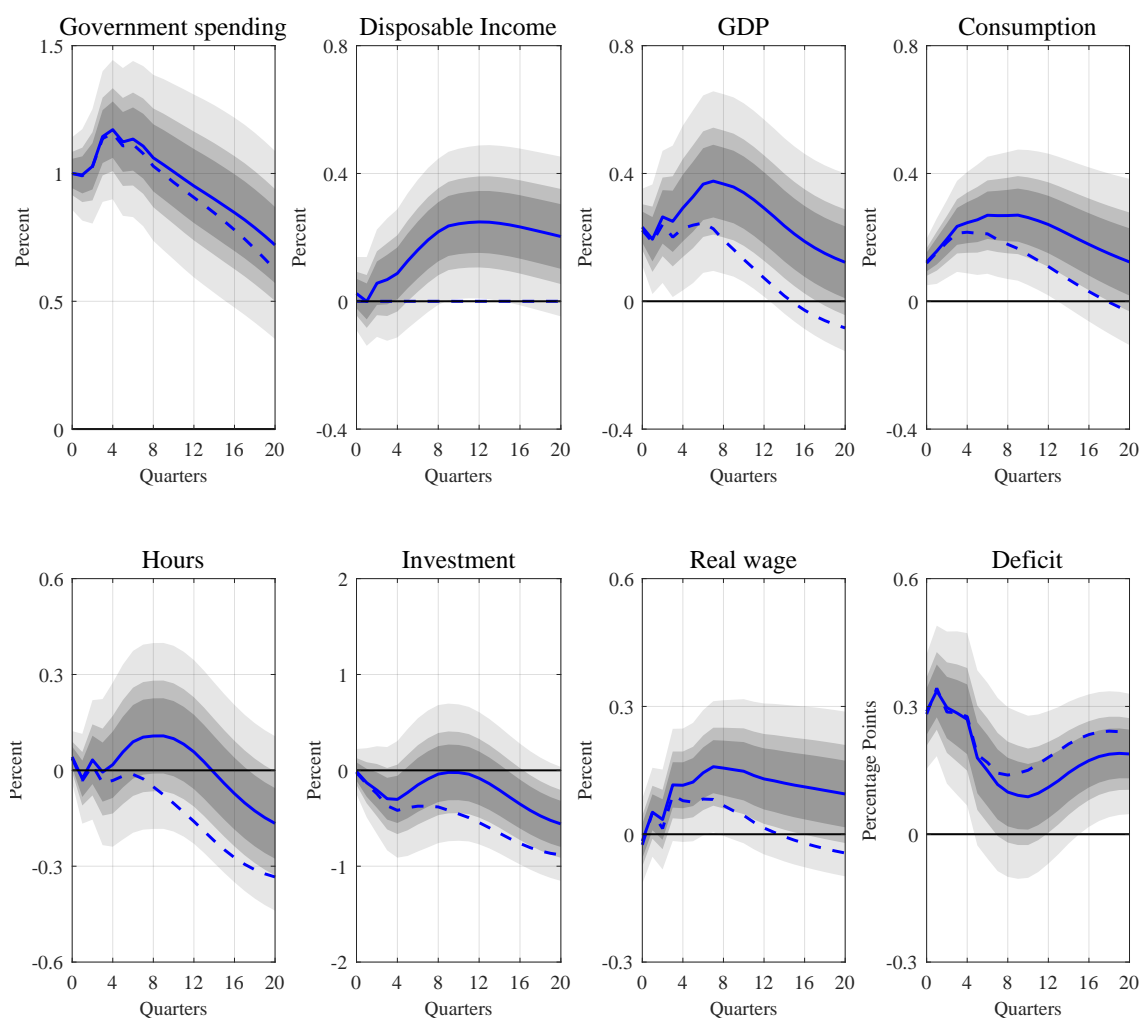 Government spending
Disposable Income
GDP
Consumption
1.5
1
0.5
0
Percent
0 4 8 12 16 20
Quarters
0.8
0.4
0
-0.4
Percent
0 4 8 12 16 20
Quarters
0.8
0.4
0
-0.4
Percent
0 4 8 12 16 20
Quarters
0.8
0.4
0
-0.4
Percent
0 4 8 12 16 20
Quarters
Hours
Investment
Real wage
Deficit
0.6
0.3
0
-0.3
-0.6
Percent
0 4 8 12 16 20
Quarters
2
1
0
-1
-2
Percent
0 4 8 12 16 20
Quarters
0.6
0.3
0
-0.3
Percent
0 4 8 12 16 20
Quarters
0.6
0.3
0
-0.3
Percentage Points
0 4 8 12 16 20
Quarters